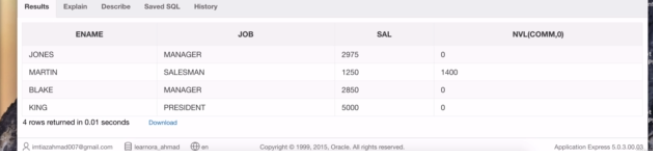 Results Explain Describe Saved SQL History
ENAME JOB SAL NVL(COMM,0)
JONES MANAGER 2975 0
MARTIN SALESMAN 1250 1400
BLAKE MANAGER 2850 0
KING PRESIDENT 5000 0
4 rows returned in 0.01 seconds Download
imtiazahmad007@gmail.com learnora_ahmad en Copyright © 1999, 2015, Oracle. All rights reserved. Application Express 5.0.3.00.03